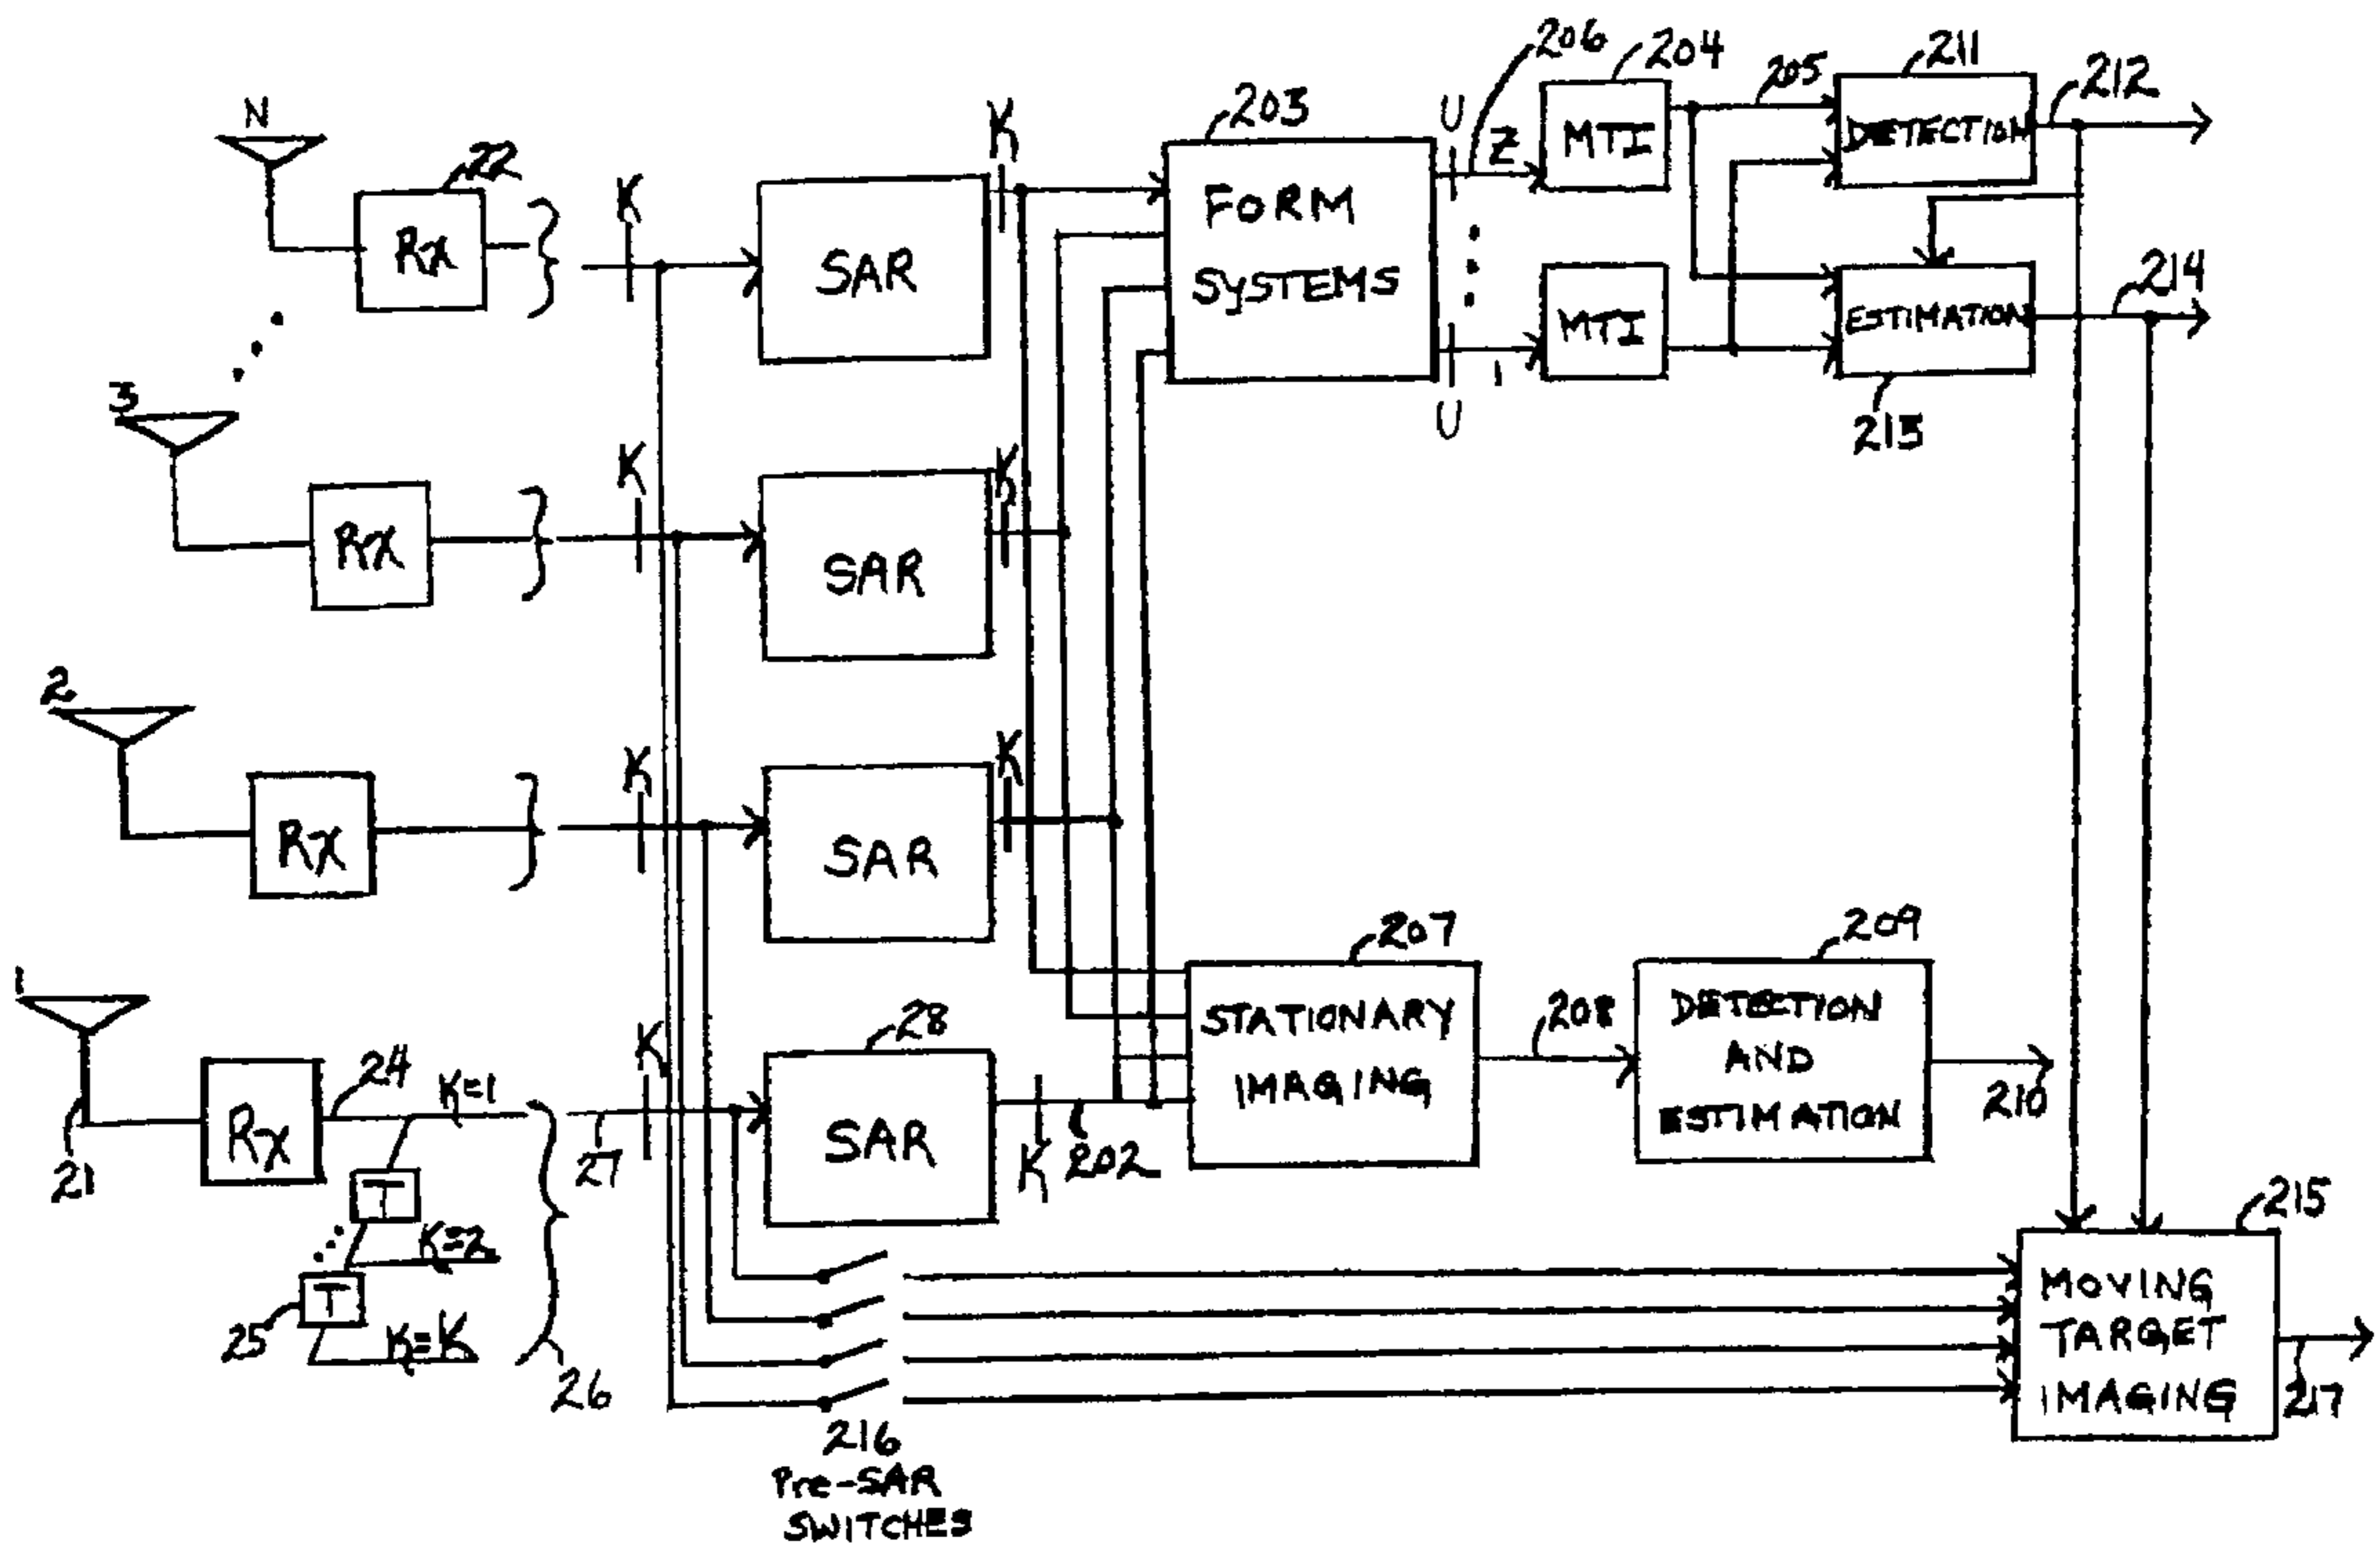 206
204
205
211
212
203
N
22
K
K
U
Z
MTI
DETECTION
Rx
SAR
FORM
SYSTEMS
MTI
ESTIMATION
214
1
U
213
3
K
K
Rx
SAR
2
K
K
Rx
SAR
207
209
1
28
STATIONARY
IMAGING
208
DETECTION
AND
ESTIMATION
210
24
K=1
K
Rx
27
SAR
K
202
21
T
K=2
T
25
K=K
26
215
MOVING
TARGET
IMAGING
217
216
Pre-SAR
SWITCHES